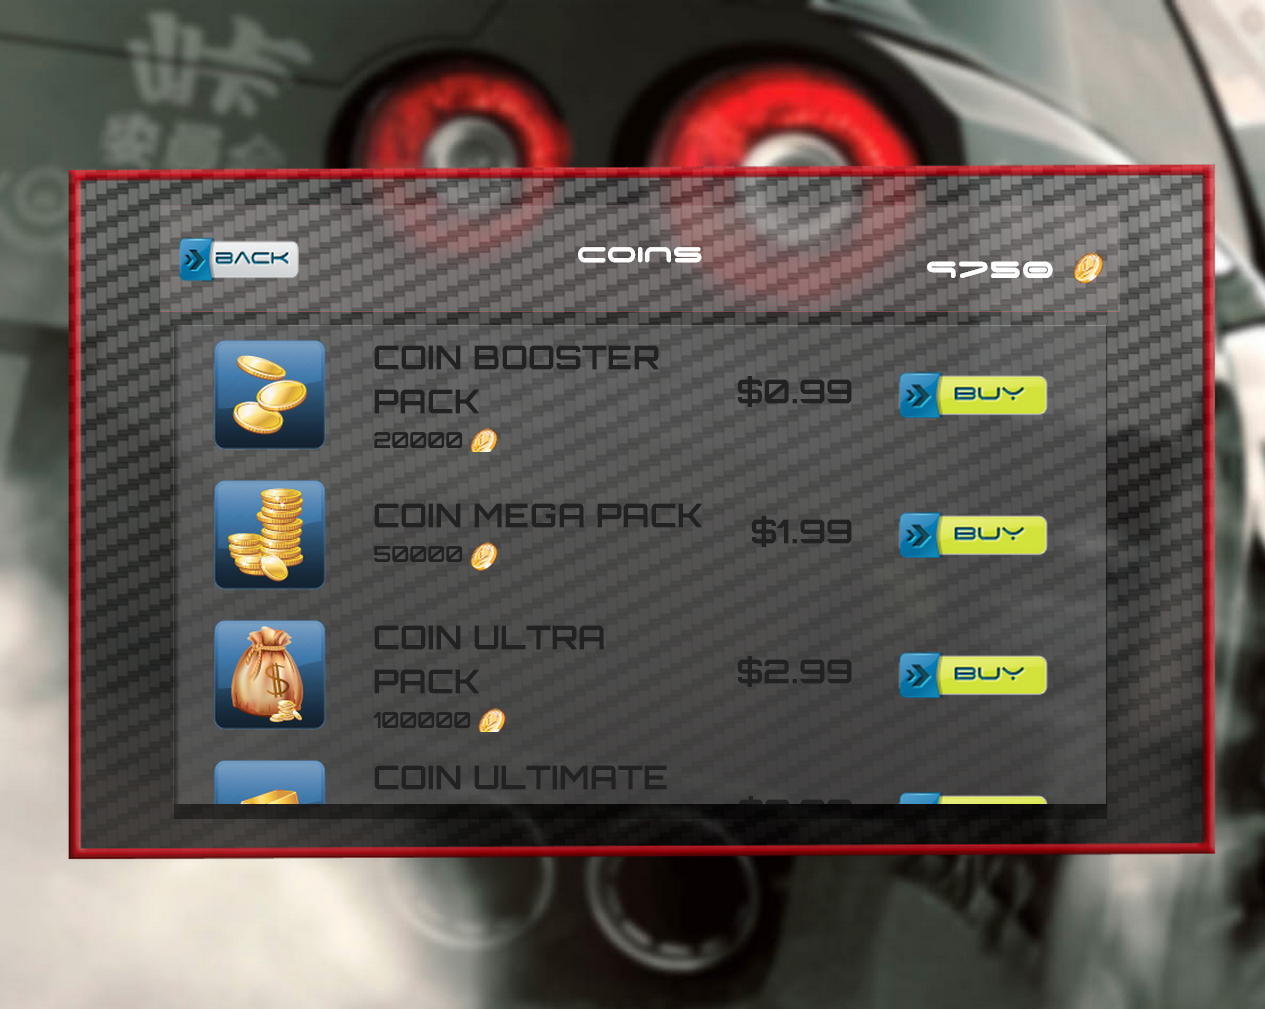 峠
BACK
COINS
9750
COIN BOOSTER
PACK
20000
$0.99
BUY
COIN MEGA PACK
50000
$1.99
BUY
COIN ULTRA
PACK
100000
$2.99
BUY
COIN ULTIMATE